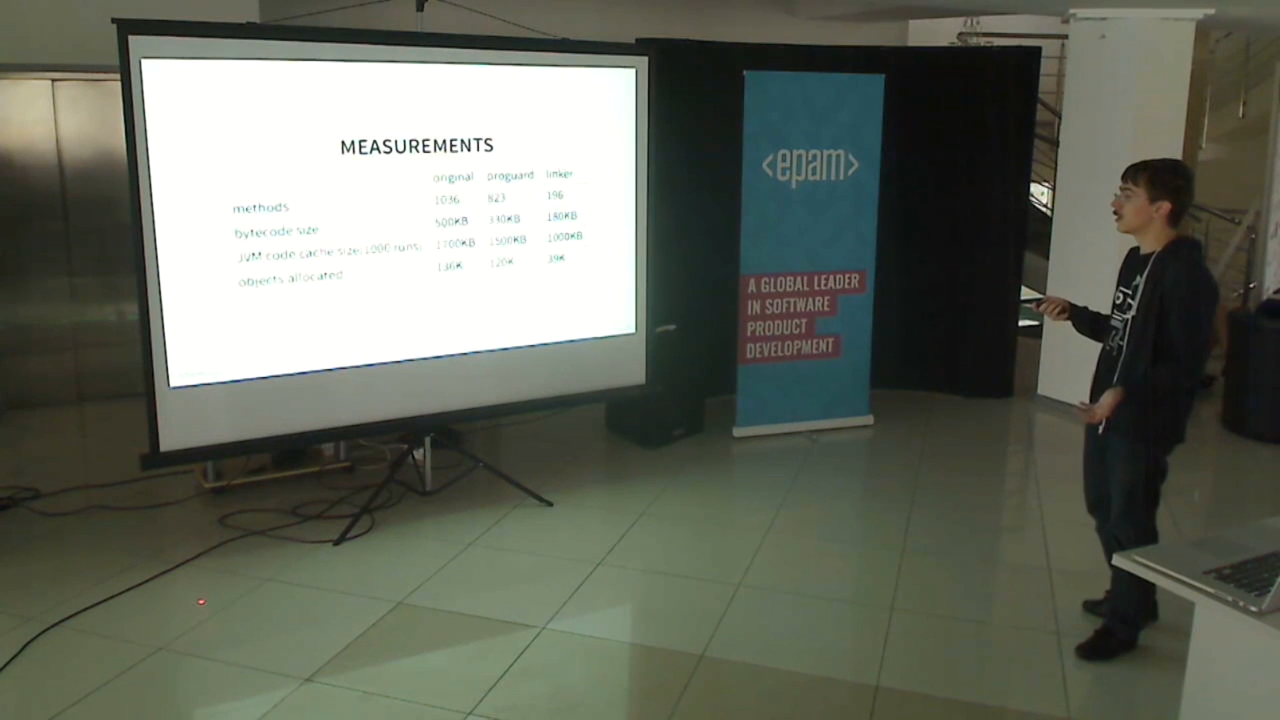 MEASUREMENTS
original proguard linker
methods 1036 823 196
bytecode size 500KB 330KB 180KB
JVM code cache size(1000 runs) 1700KB 1500KB 1000KB
objects allocated 136K 120K 39K
<epam>
A GLOBAL LEADER
IN SOFTWARE
PRODUCT
DEVELOPMENT